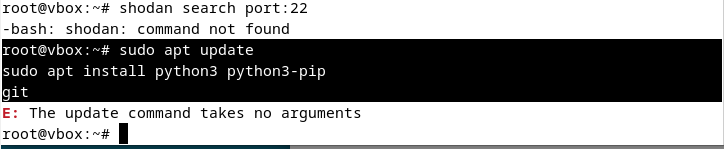 root@vbox:~# shodan search port:22
-bash: shodan: command not found
root@vbox:~# sudo apt update
sudo apt install python3 python3-pip
git
E: The update command takes no arguments
root@vbox:~#